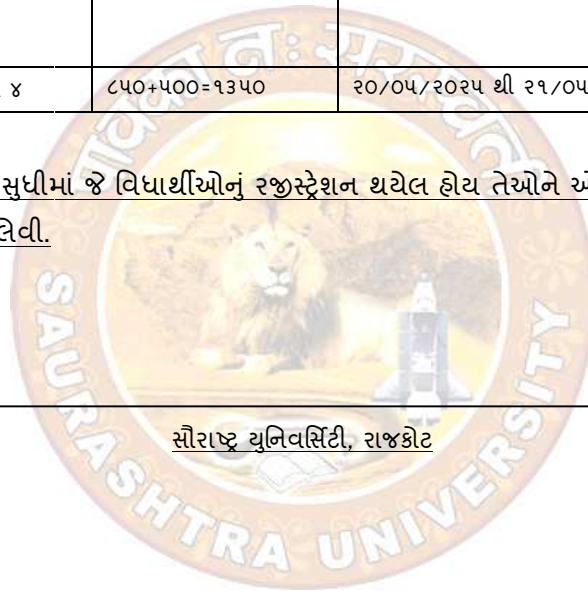 ૪ ૮૫૦+૫૦૦=૧૩૫૦ ૨૦/૦૫/૨૦૨૫ થી ૨૧/૦૫
સુધીમાં જે વિધાર્થીઓનું રજીસ્ટ્રેશન થયેલ હોય તેઓને
સૌરાષ્ટ્ર યુનિવર્સિટી, રાજકોટ
SAURASHTRA UNIVERSITY